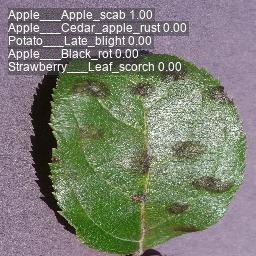 Apple___Apple_scab 1.00
Apple___Cedar_apple_rust 0.00
Potato___Late_blight 0.00
Apple___Black_rot 0.00
Strawberry___Leaf_scorch 0.00